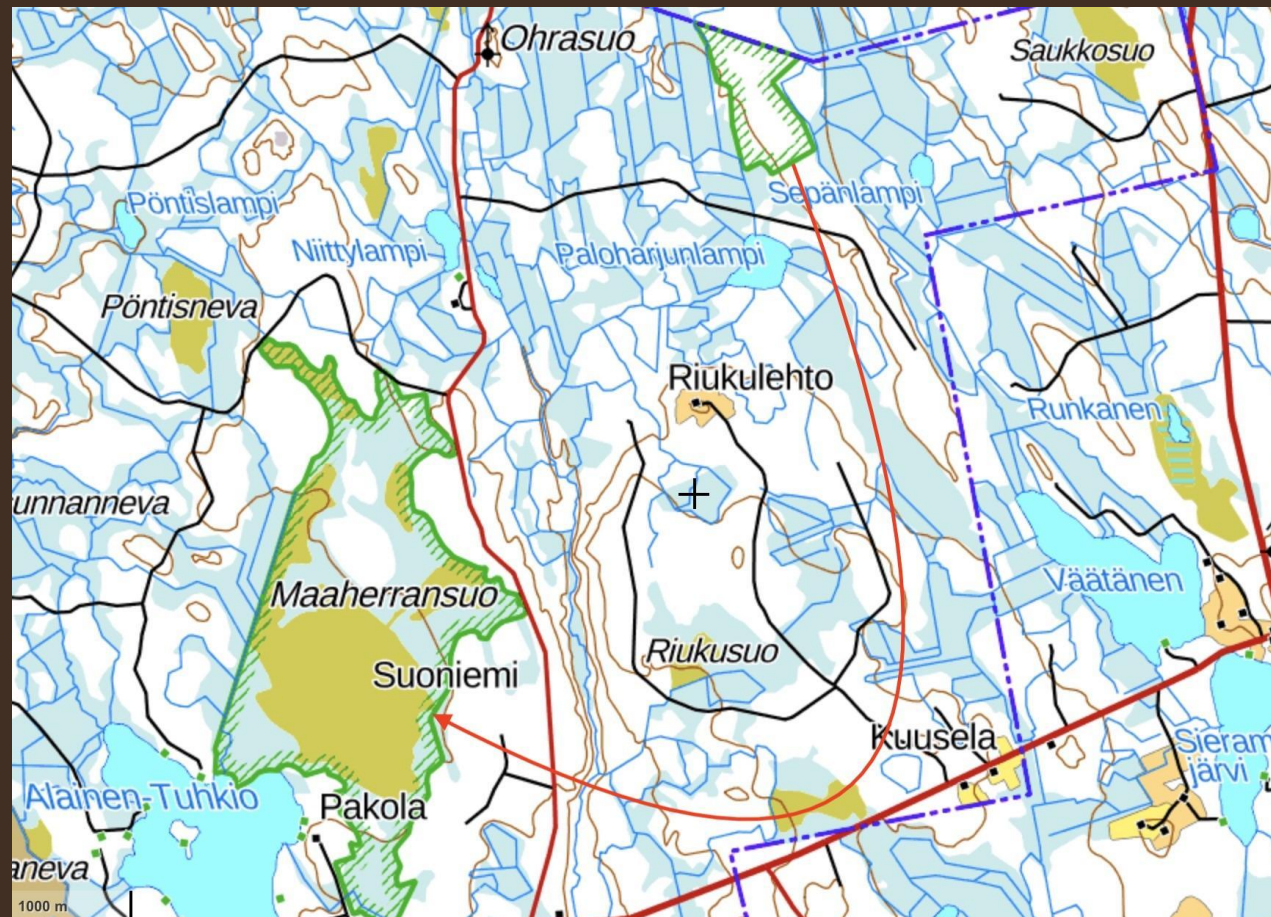 Ohrasuo
Saukkosuo
Pöntislampi
Sepänlampi
Niittylampi
Paloharjunlampi
Pöntisneva
Riukulehto
Runkanen
unnanneva
Maaherransuo
Väätänen
Riukusuo
Suoniemi
Kuusela
Sieram
järvi
Alainen-Tuhkio
Pakola
aneva
1000 m